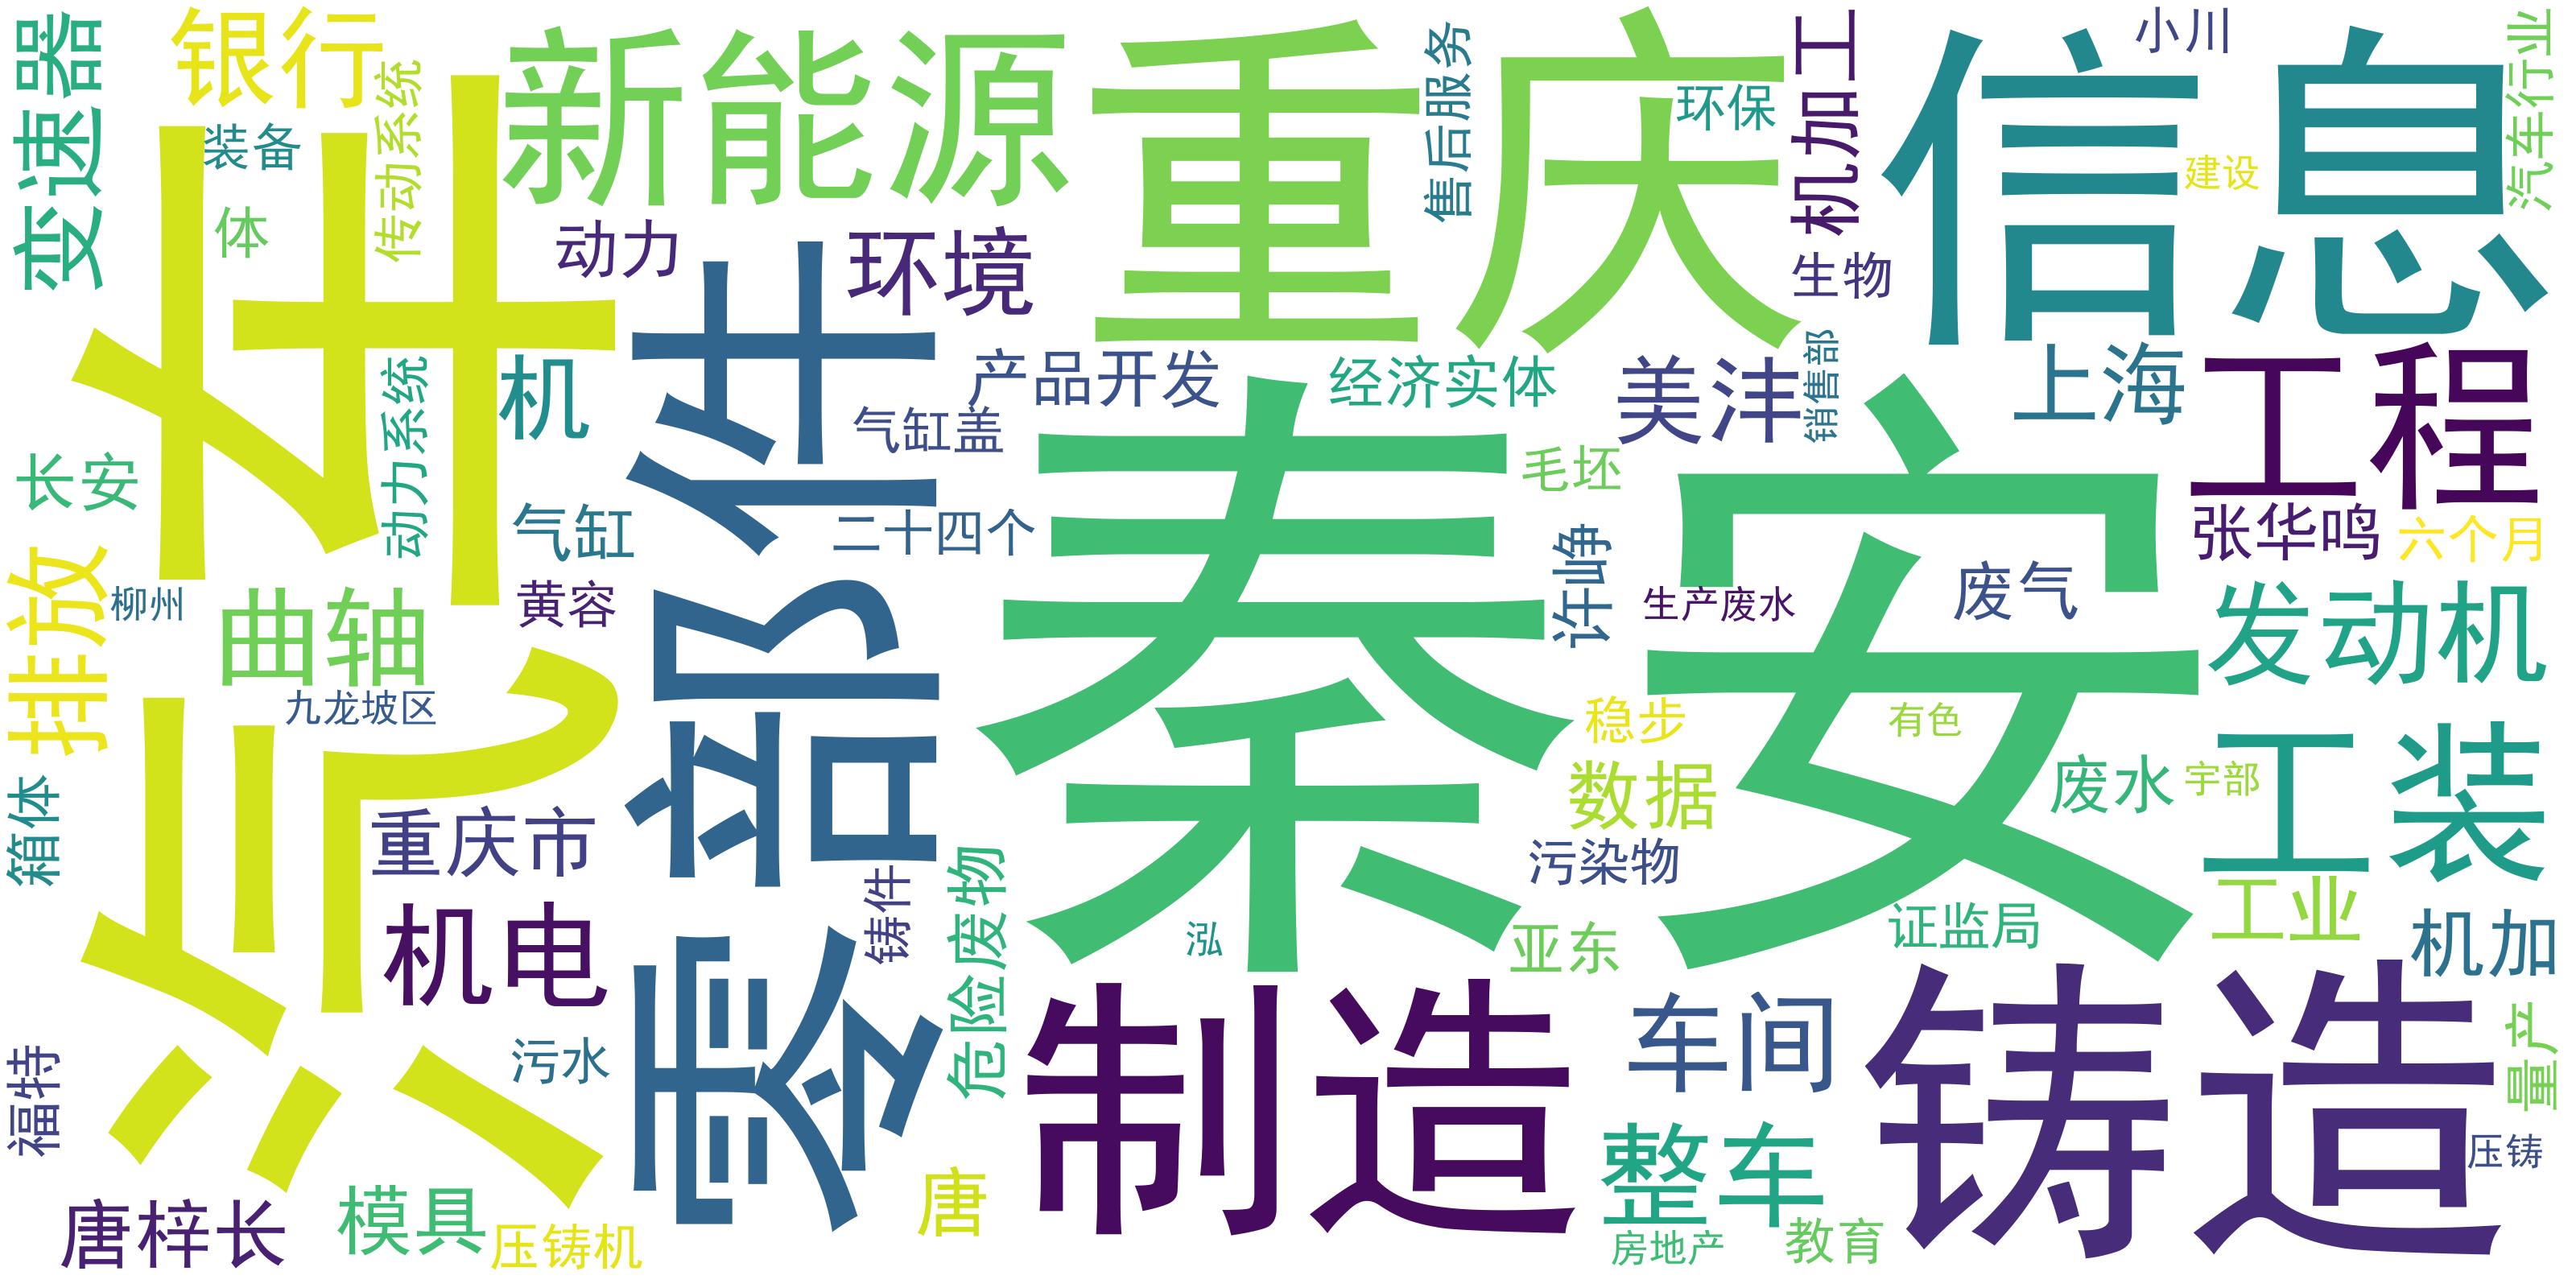 变速器
银行
传动系统
新能源
重庆
售后服务
环保
机加工
信息
小川
汽车行业
装备
体
建设
动力
环境
生物
汽车
零部件
动力系统
机
产品开发
经济实体
美沣
销售部
上海
工程
气缸盖
长安
毛坯
秦安
气缸
二十四个
许峥
张华鸣
六个月
排放
柳州
曲轴
黄容
生产废水
废气
发动机
九龙坡区
稳步
有色
箱体
数据
废水
宇部
工装
重庆市
污染物
铸件
危险废物
机电
泓
亚东
证监局
工业
机加
制造
车间
铸造
量产
福特
污水
整车
压铸
唐梓长
模具
压铸机
唐
房地产
教育